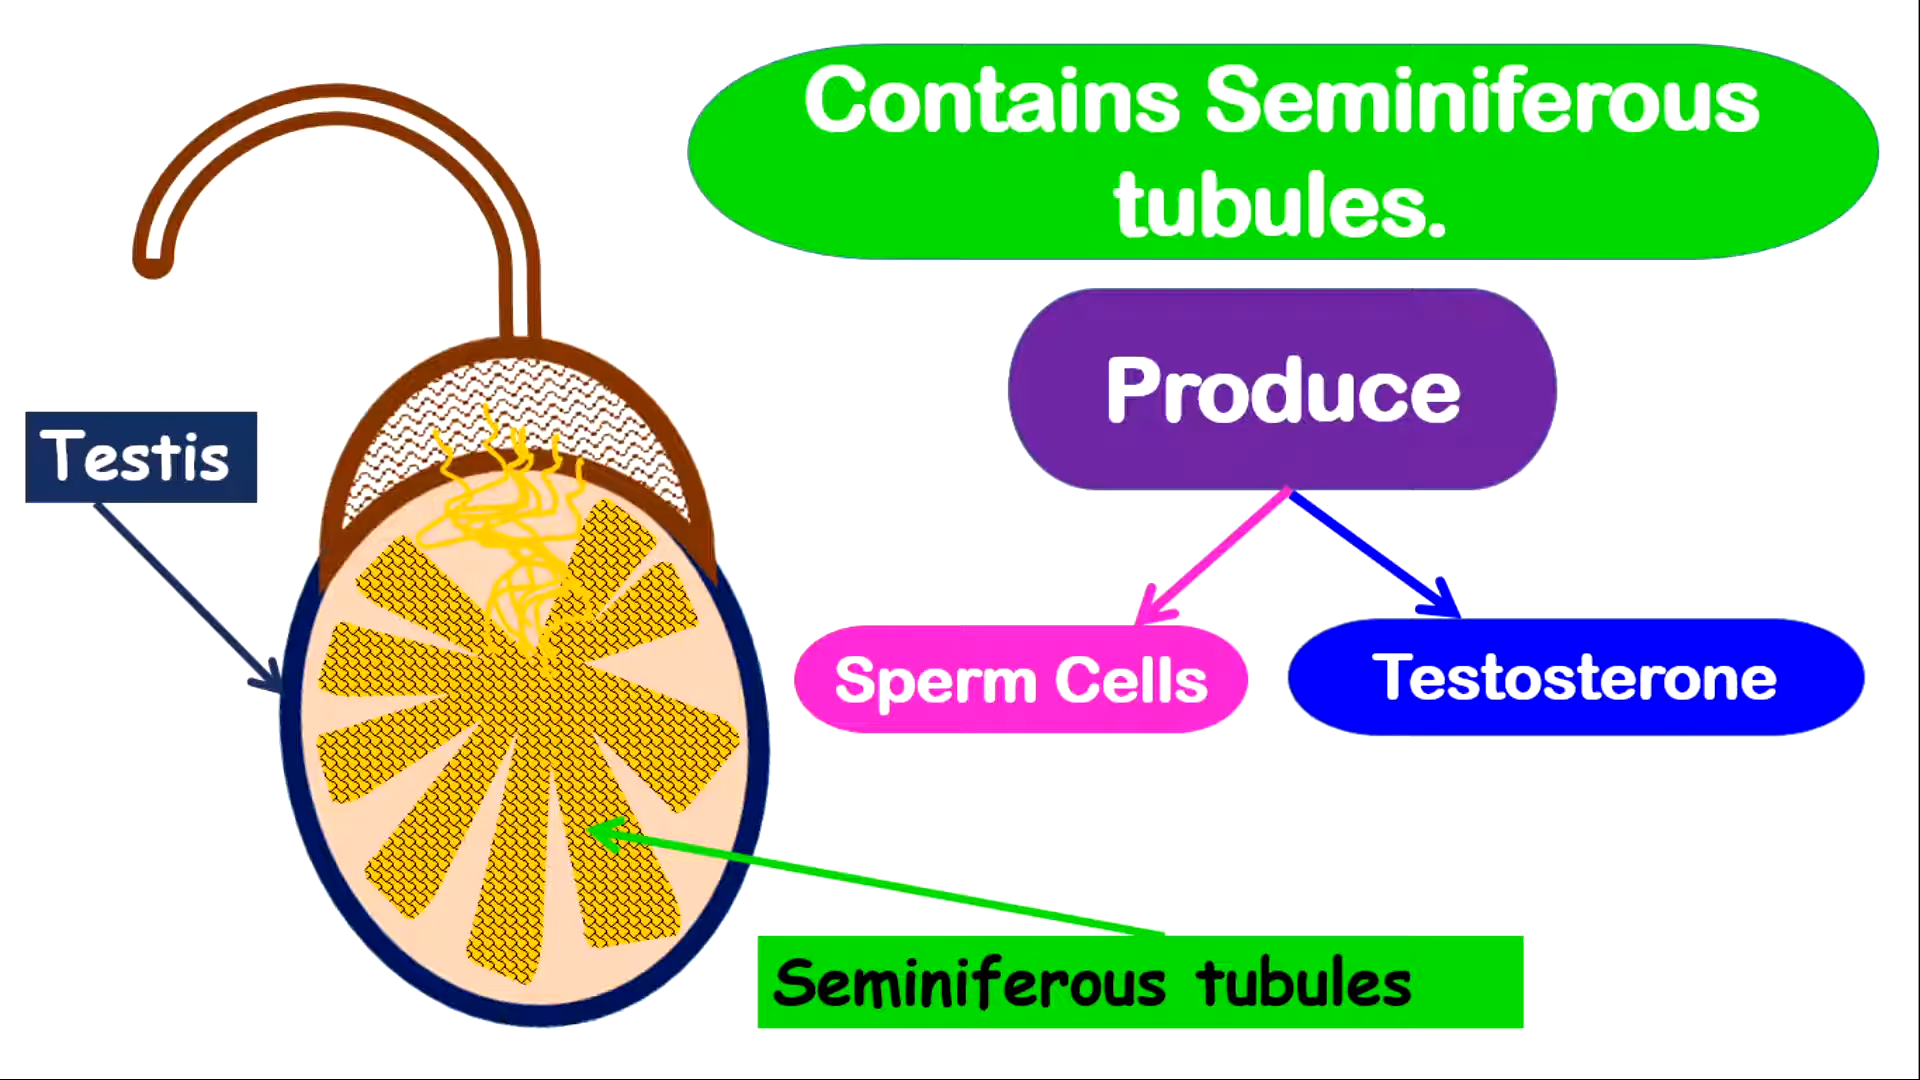 Contains Seminiferous
tubules.
Produce
Testis
Sperm Cells
Testosterone
Seminiferous tubules